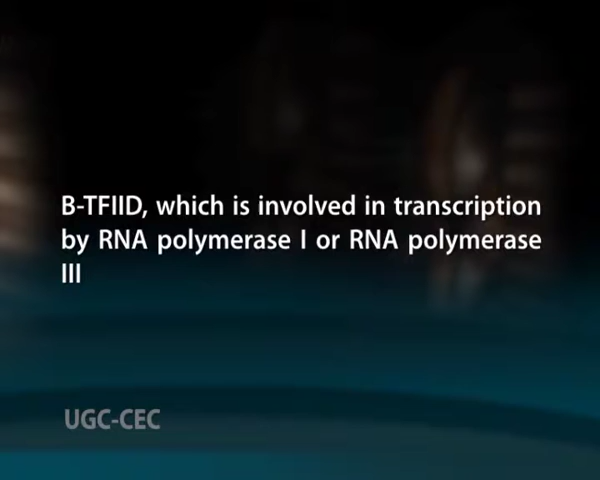 B-TFIID, which is involved in transcription
by RNA polymerase I or RNA polymerase
III
UGC-CEC